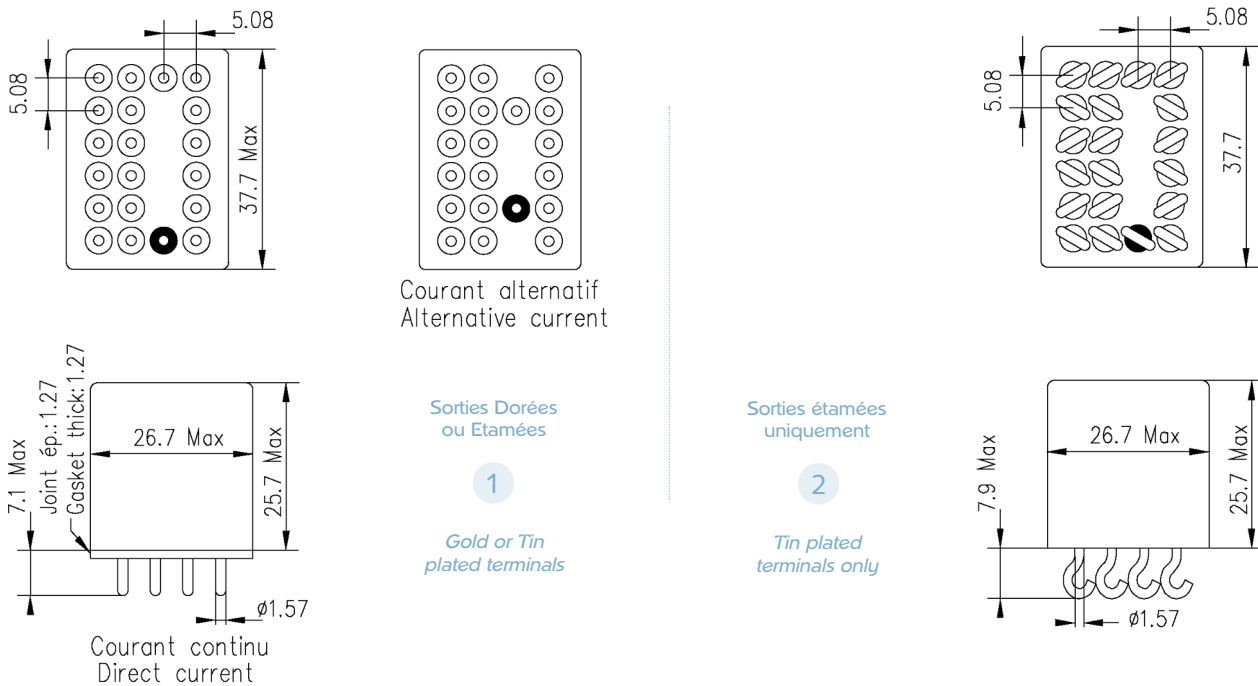 5.08
5.08
37.7 Max
Courant alternatif
Alternative current
5.08
5.08
37.7
7.1 Max
Joint ép.:1.27
Gasket thick:1.27
26.7 Max
25.7 Max
ø1.57
Courant continu
Direct current
Sorties Dorées
ou Etamées
1
Gold or Tin
plated terminals
Sorties étamées
uniquement
2
Tin plated
terminals only
7.9 Max
26.7 Max
25.7 Max
ø1.57